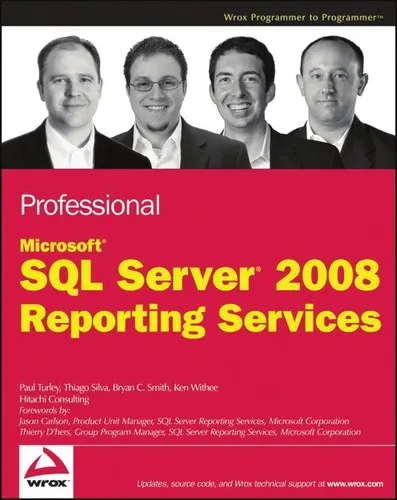 Wrox Programmer to Programmer™
Professional
Microsoft®
SQL Server® 2008
Reporting Services
Paul Turley, Thiago Silva, Bryan C. Smith, Ken Withee
Hitachi Consulting
Forewords by:
Jason Carlson, Product Unit Manager, SQL Server Reporting Services, Microsoft Corporation
Thierry D'hers, Group Program Manager, SQL Server Reporting Services, Microsoft Corporation
wrox™
Updates, source code, and Wrox technical support at www.wrox.com